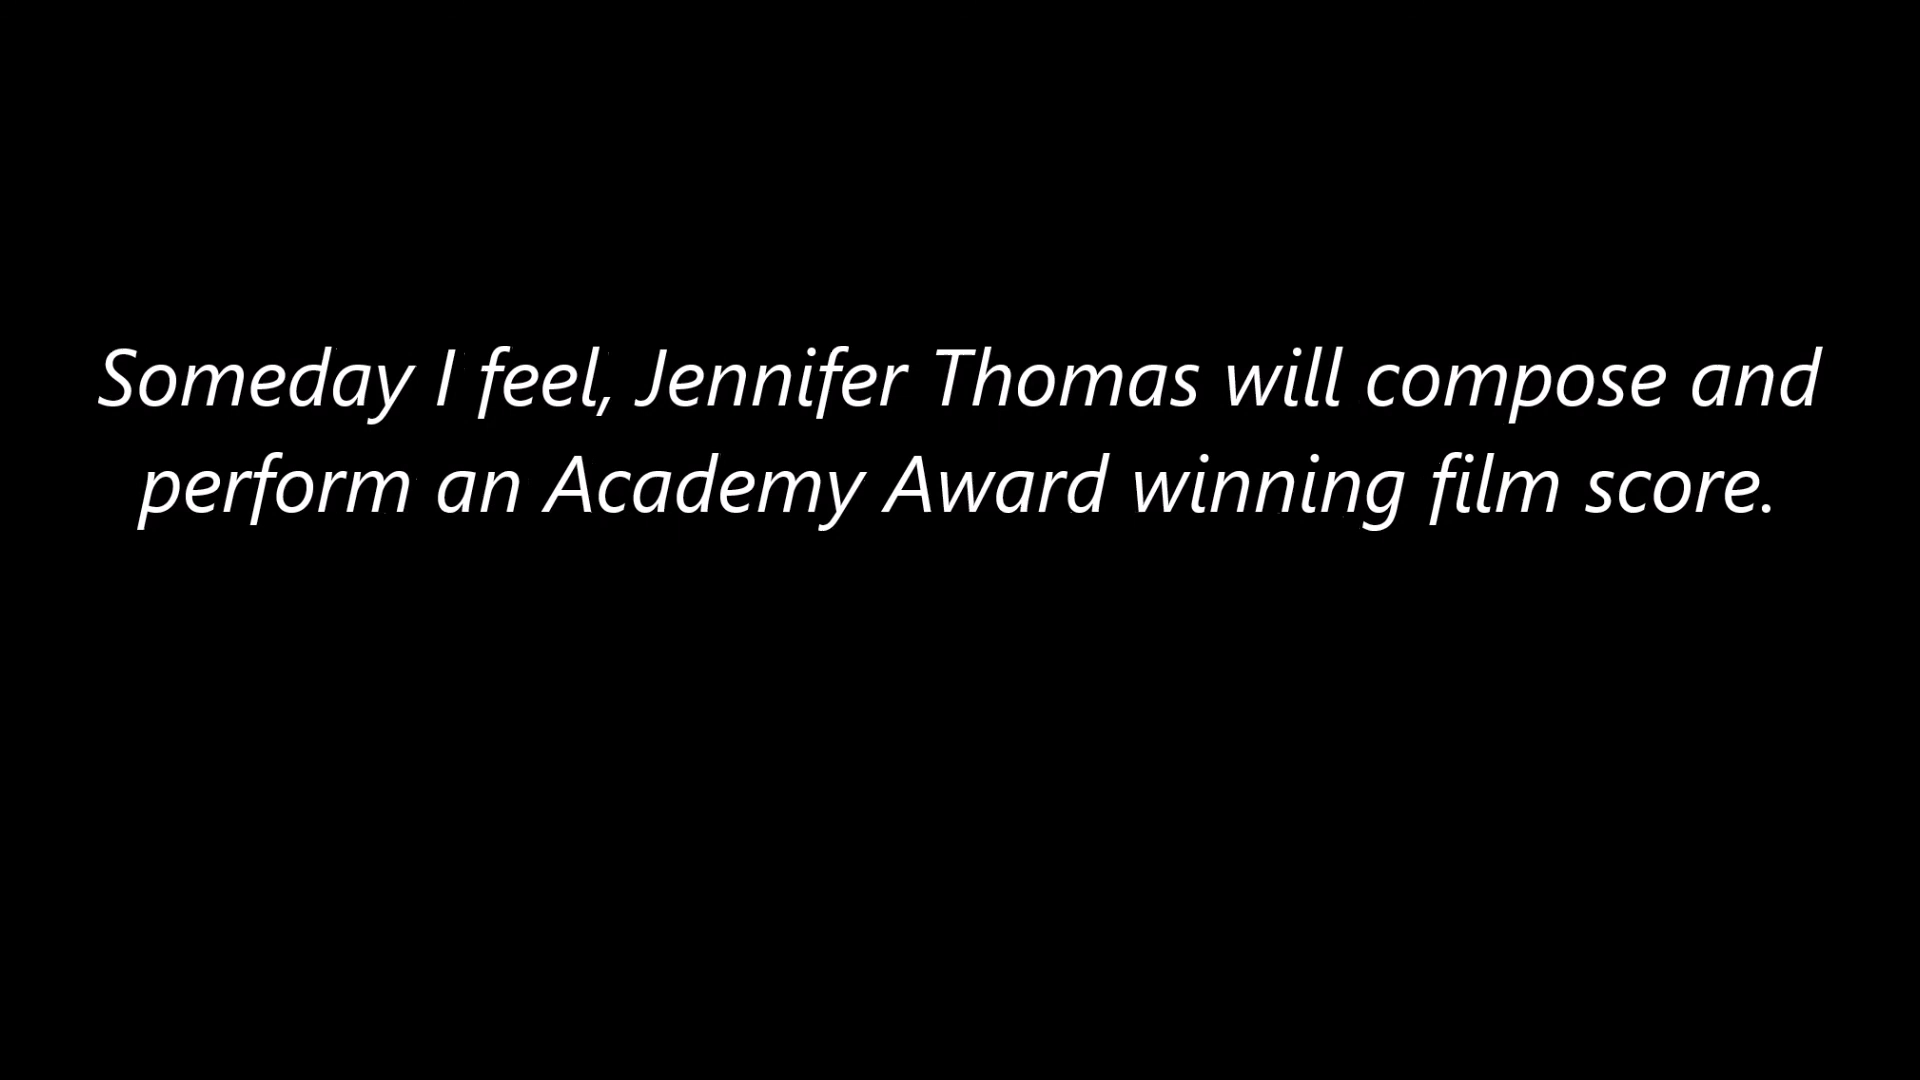 Someday I feel, Jennifer Thomas will compose and
perform an Academy Award winning film score.